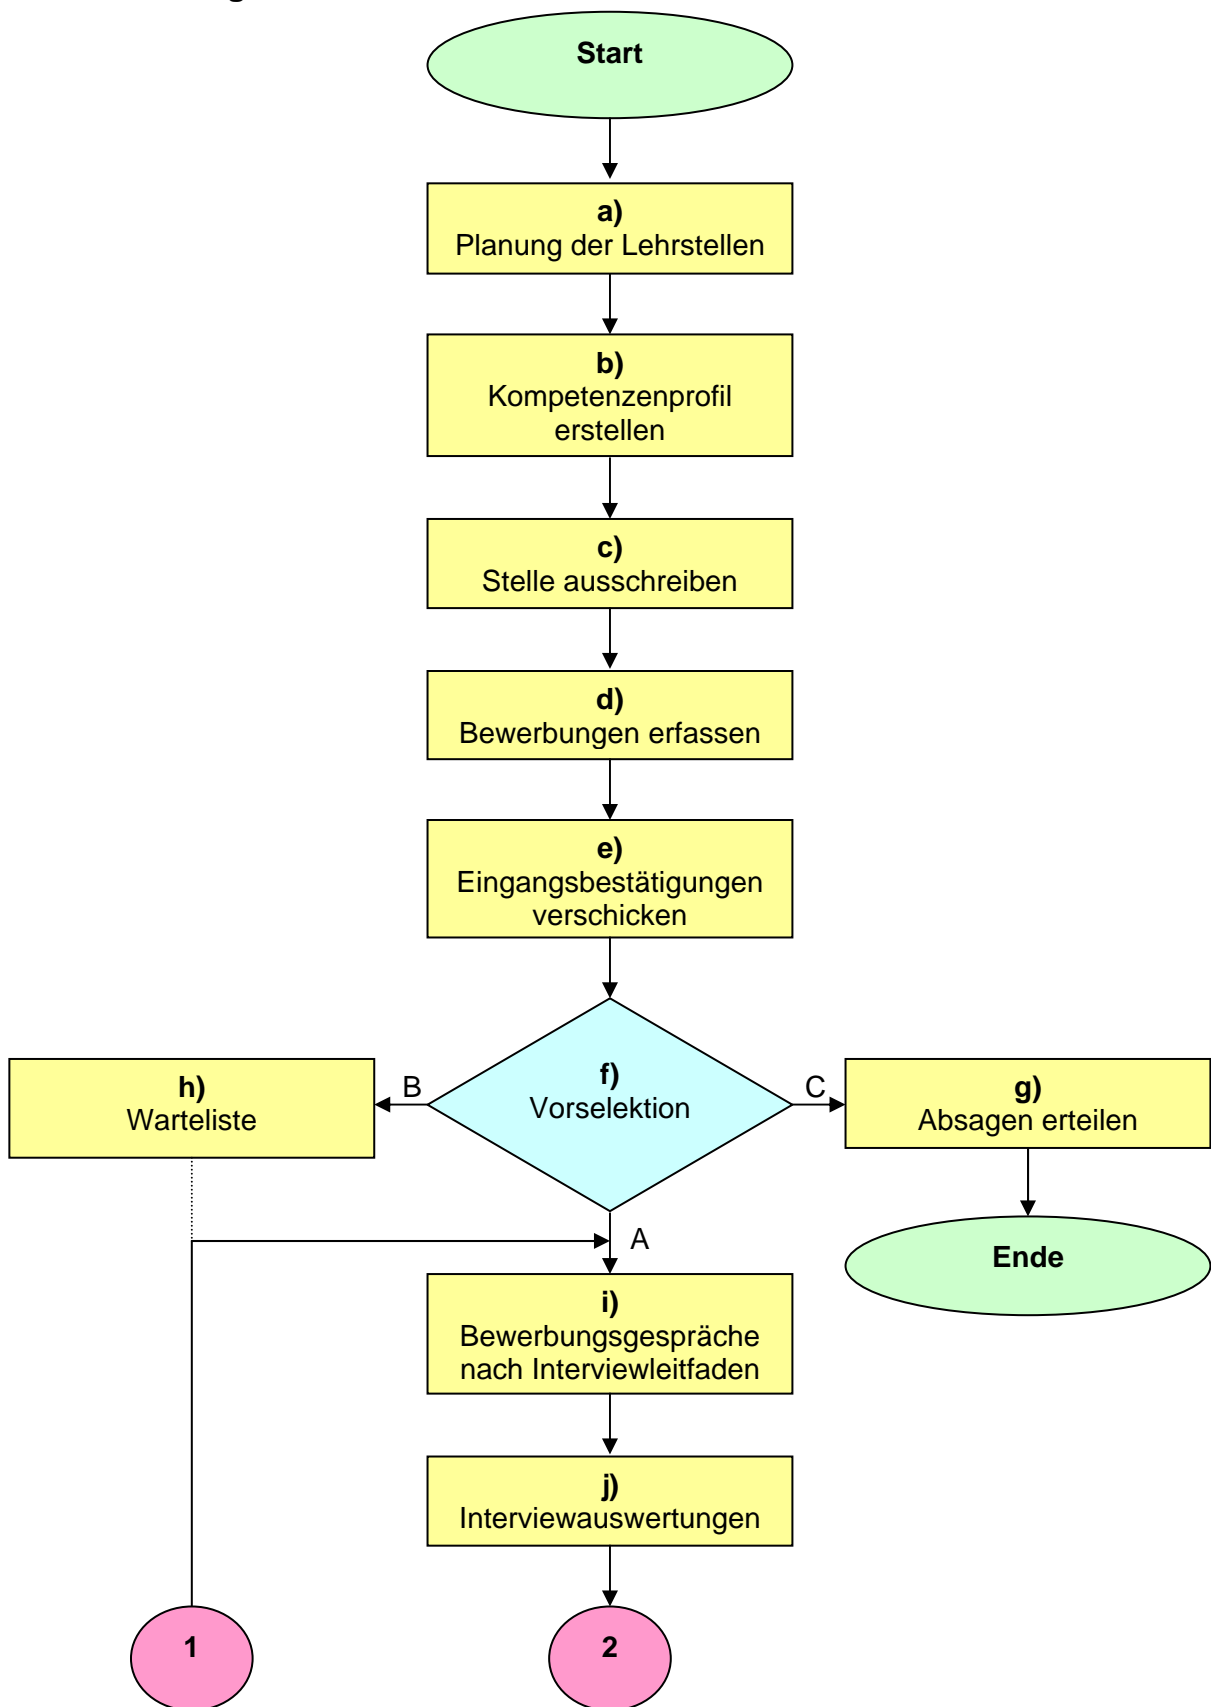 Start
a)
Planung der Lehrstellen
b)
Kompetenzenprofil
erstellen
c)
Stelle ausschreiben
d)
Bewerbungen erfassen
e)
Eingangsbestätigungen
verschicken
h)
Warteliste
B
f)
Vorselektion
C
g)
Absagen erteilen
A
Ende
i)
Bewerbungsgespräche
nach Interviewleitfaden
j)
Interviewauswertungen
1
2